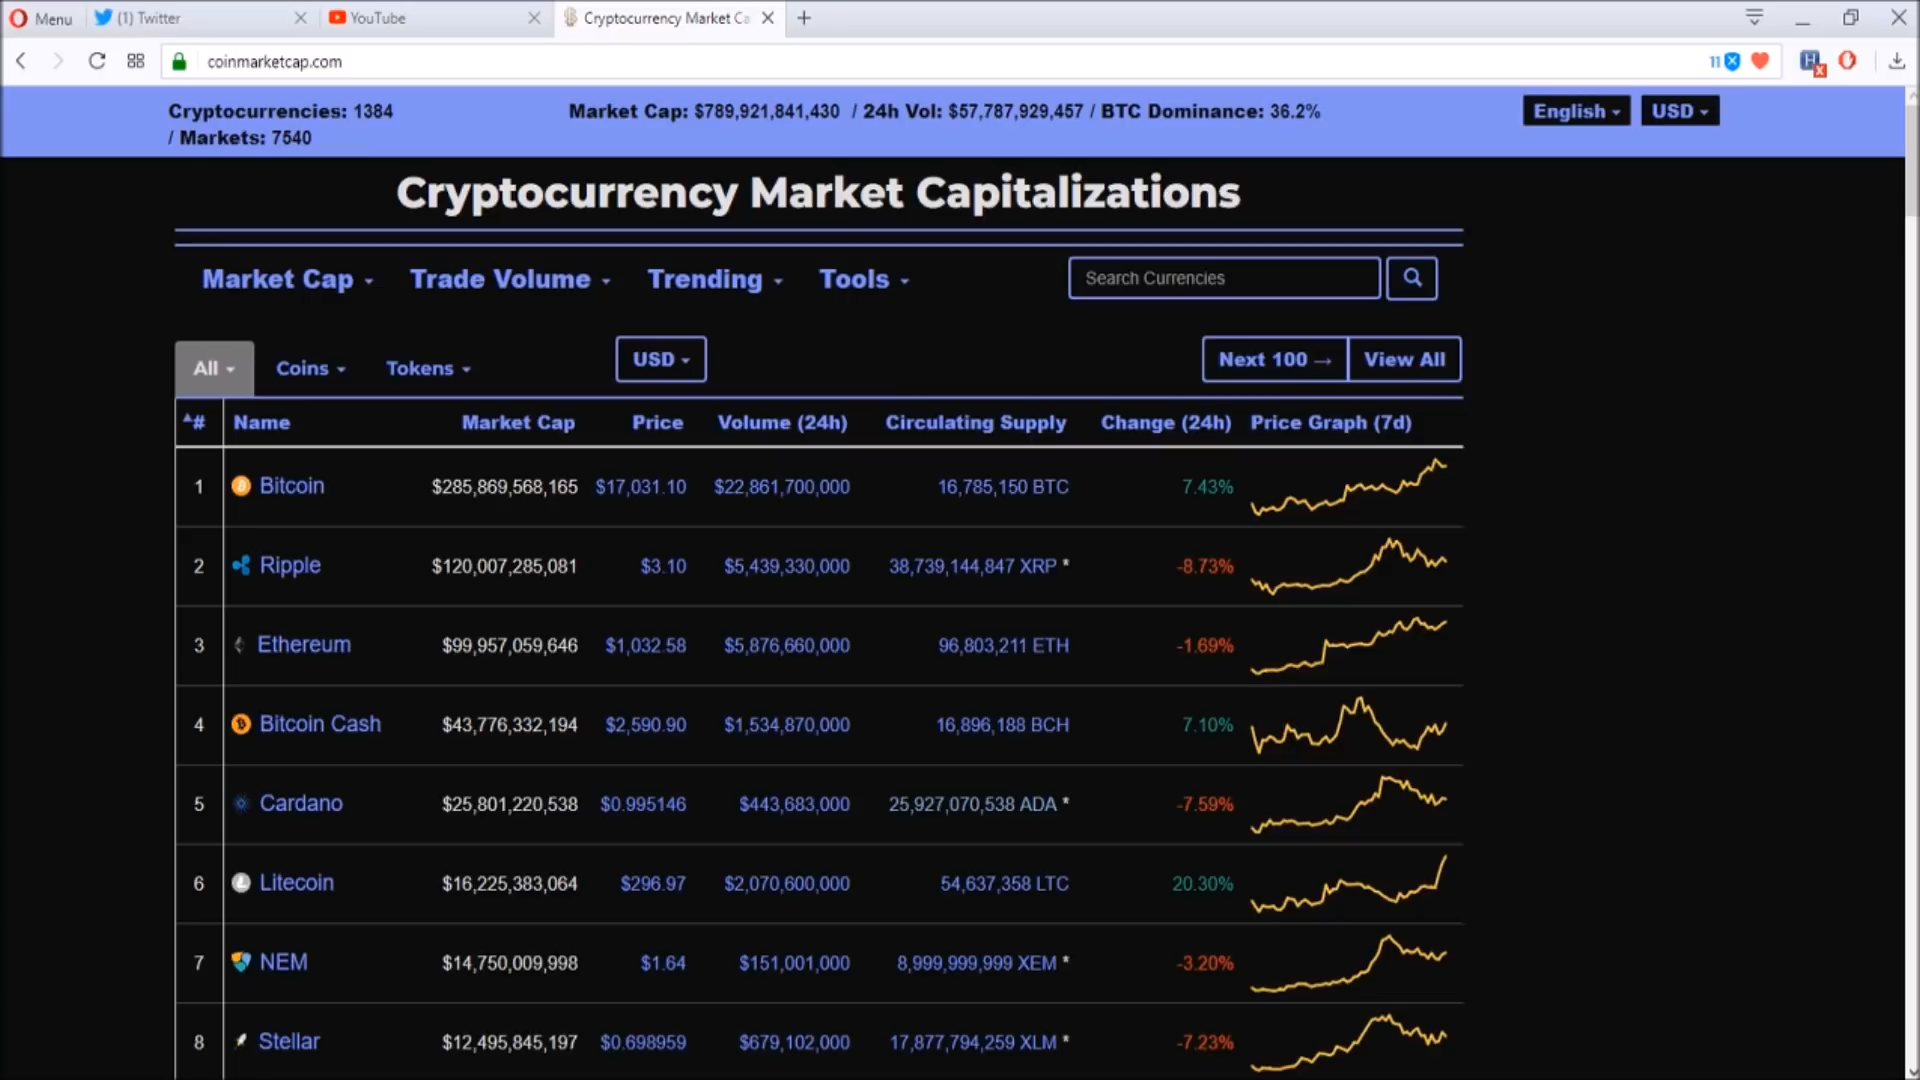 Menu (1) Twitter YouTube Cryptocurrency Market Ca
coinmarketcap.com 11
Cryptocurrencies: 1384 Market Cap: $789,921,841,430 / 24h Vol: $57,787,929,457 / BTC Dominance: 36.2% English USD
/ Markets: 7540
Cryptocurrency Market Capitalizations
Market Cap Trade Volume Trending Tools Search Currencies
All Coins Tokens USD Next 100 → View All
# Name Market Cap Price Volume (24h) Circulating Supply Change (24h) Price Graph (7d)
1 Bitcoin $285,869,568,165 $17,031.10 $22,861,700,000 16,785,150 BTC 7.43%
2 Ripple $120,007,285,081 $3.10 $5,439,330,000 38,739,144,847 XRP * -8.73%
3 Ethereum $99,957,059,646 $1,032.58 $5,876,660,000 96,803,211 ETH -1.69%
4 Bitcoin Cash $43,776,332,194 $2,590.90 $1,534,870,000 16,896,188 BCH 7.10%
5 Cardano $25,801,220,538 $0.995146 $443,683,000 25,927,070,538 ADA * -7.59%
6 Litecoin $16,225,383,064 $296.97 $2,070,600,000 54,637,358 LTC 20.30%
7 NEM $14,750,009,998 $1.64 $151,001,000 8,999,999,999 XEM * -3.20%
8 Stellar $12,495,845,197 $0.698959 $679,102,000 17,877,794,259 XLM * -7.23%